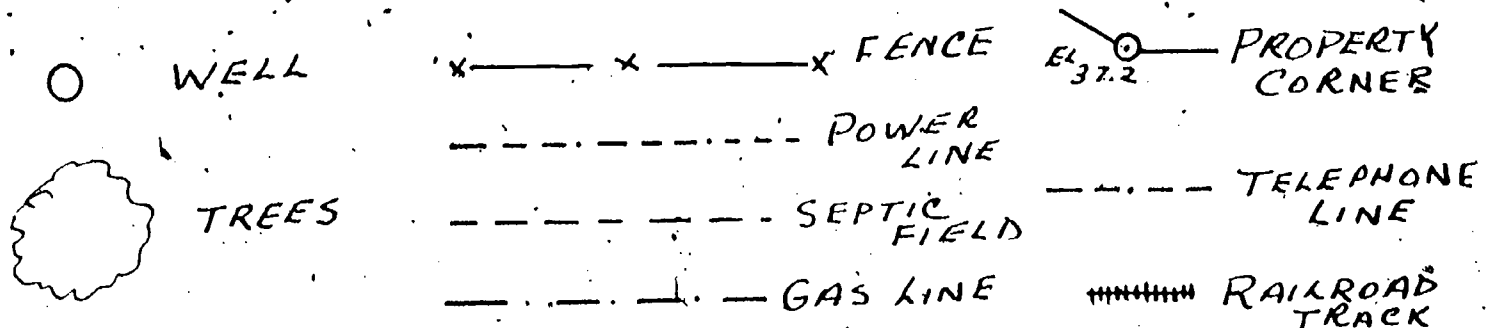 WELL
TREES
FENCE
POWER
LINE
SEPTIC
FIELD
GAS LINE
EL 37.2
PROPERTY
CORNER
TELEPHONE
LINE
RAILROAD
TRACK